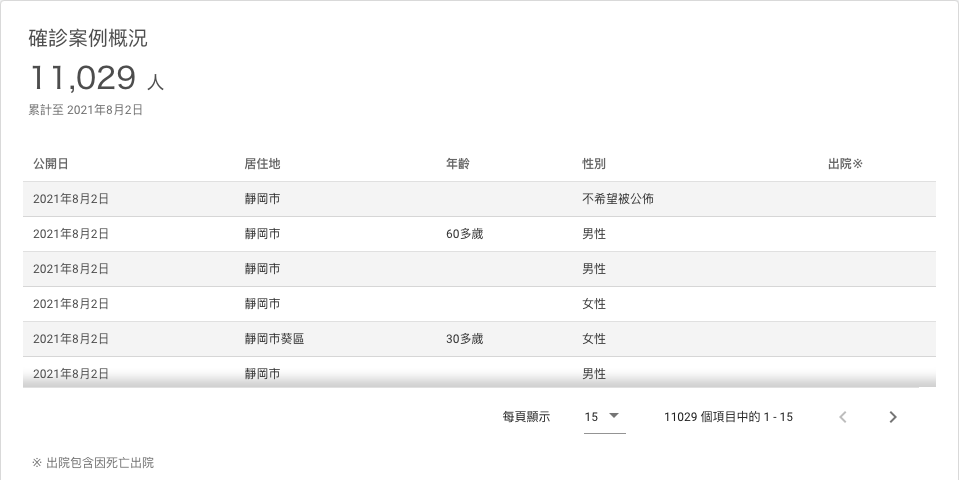 確診案例概況
11,029 人
累計至 2021年8月2日
公開日 居住地 年齡 性別 出院※
2021年8月2日 靜岡市 不希望被公佈
2021年8月2日 靜岡市 60多歲 男性
2021年8月2日 靜岡市 男性
2021年8月2日 靜岡市 女性
2021年8月2日 靜岡市葵區 30多歲 女性
2021年8月2日 靜岡市 男性
每頁顯示 15 11029 個項目中的 1 - 15
※ 出院包含因死亡出院